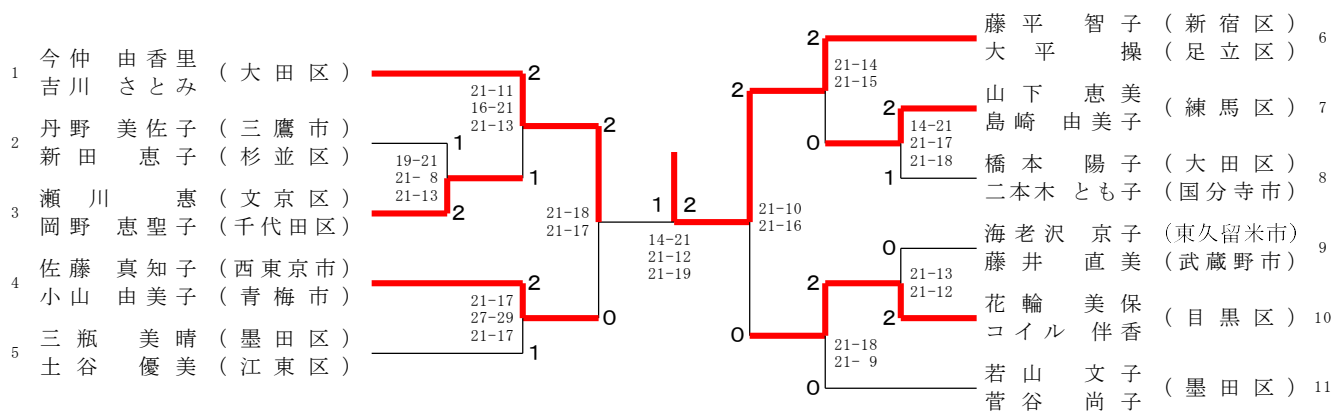 1 今仲 由香里 (大田区)
吉川 さとみ
2 丹野 美佐子 (三鷹市)
新田 恵子 (杉並区)
3 瀬川 惠 (文京区)
岡野 恵聖子 (千代田区)
4 佐藤 真知子 (西東京市)
小山 由美子 (青梅市)
5 三瓶 美晴 (墨田区)
土谷 優美 (江東区)
2
21-11
16-21
21-13
1
1
19-21
21- 8
21-13
2
2
21-17
27-29
21-17
1
2
21-18
21-17
0
1 2
14-21
21-12
21-19
2
21-10
21-16
0
2
21-14
21-15
0
2
14-21
21-17
21-18
1
0
21-13
21-12
2
2
21-18
21- 9
0
藤平 智子 (新宿区) 6
大平 操 (足立区)
山下 恵美 (練馬区) 7
島崎 由美子
橋本 陽子 (大田区) 8
二本木 とも子 (国分寺市)
海老沢 京子 (東久留米市) 9
藤井 直美 (武蔵野市)
花輪 美保 (目黒区) 10
コイル 伴香
若山 文子 (墨田区) 11
菅谷 尚子